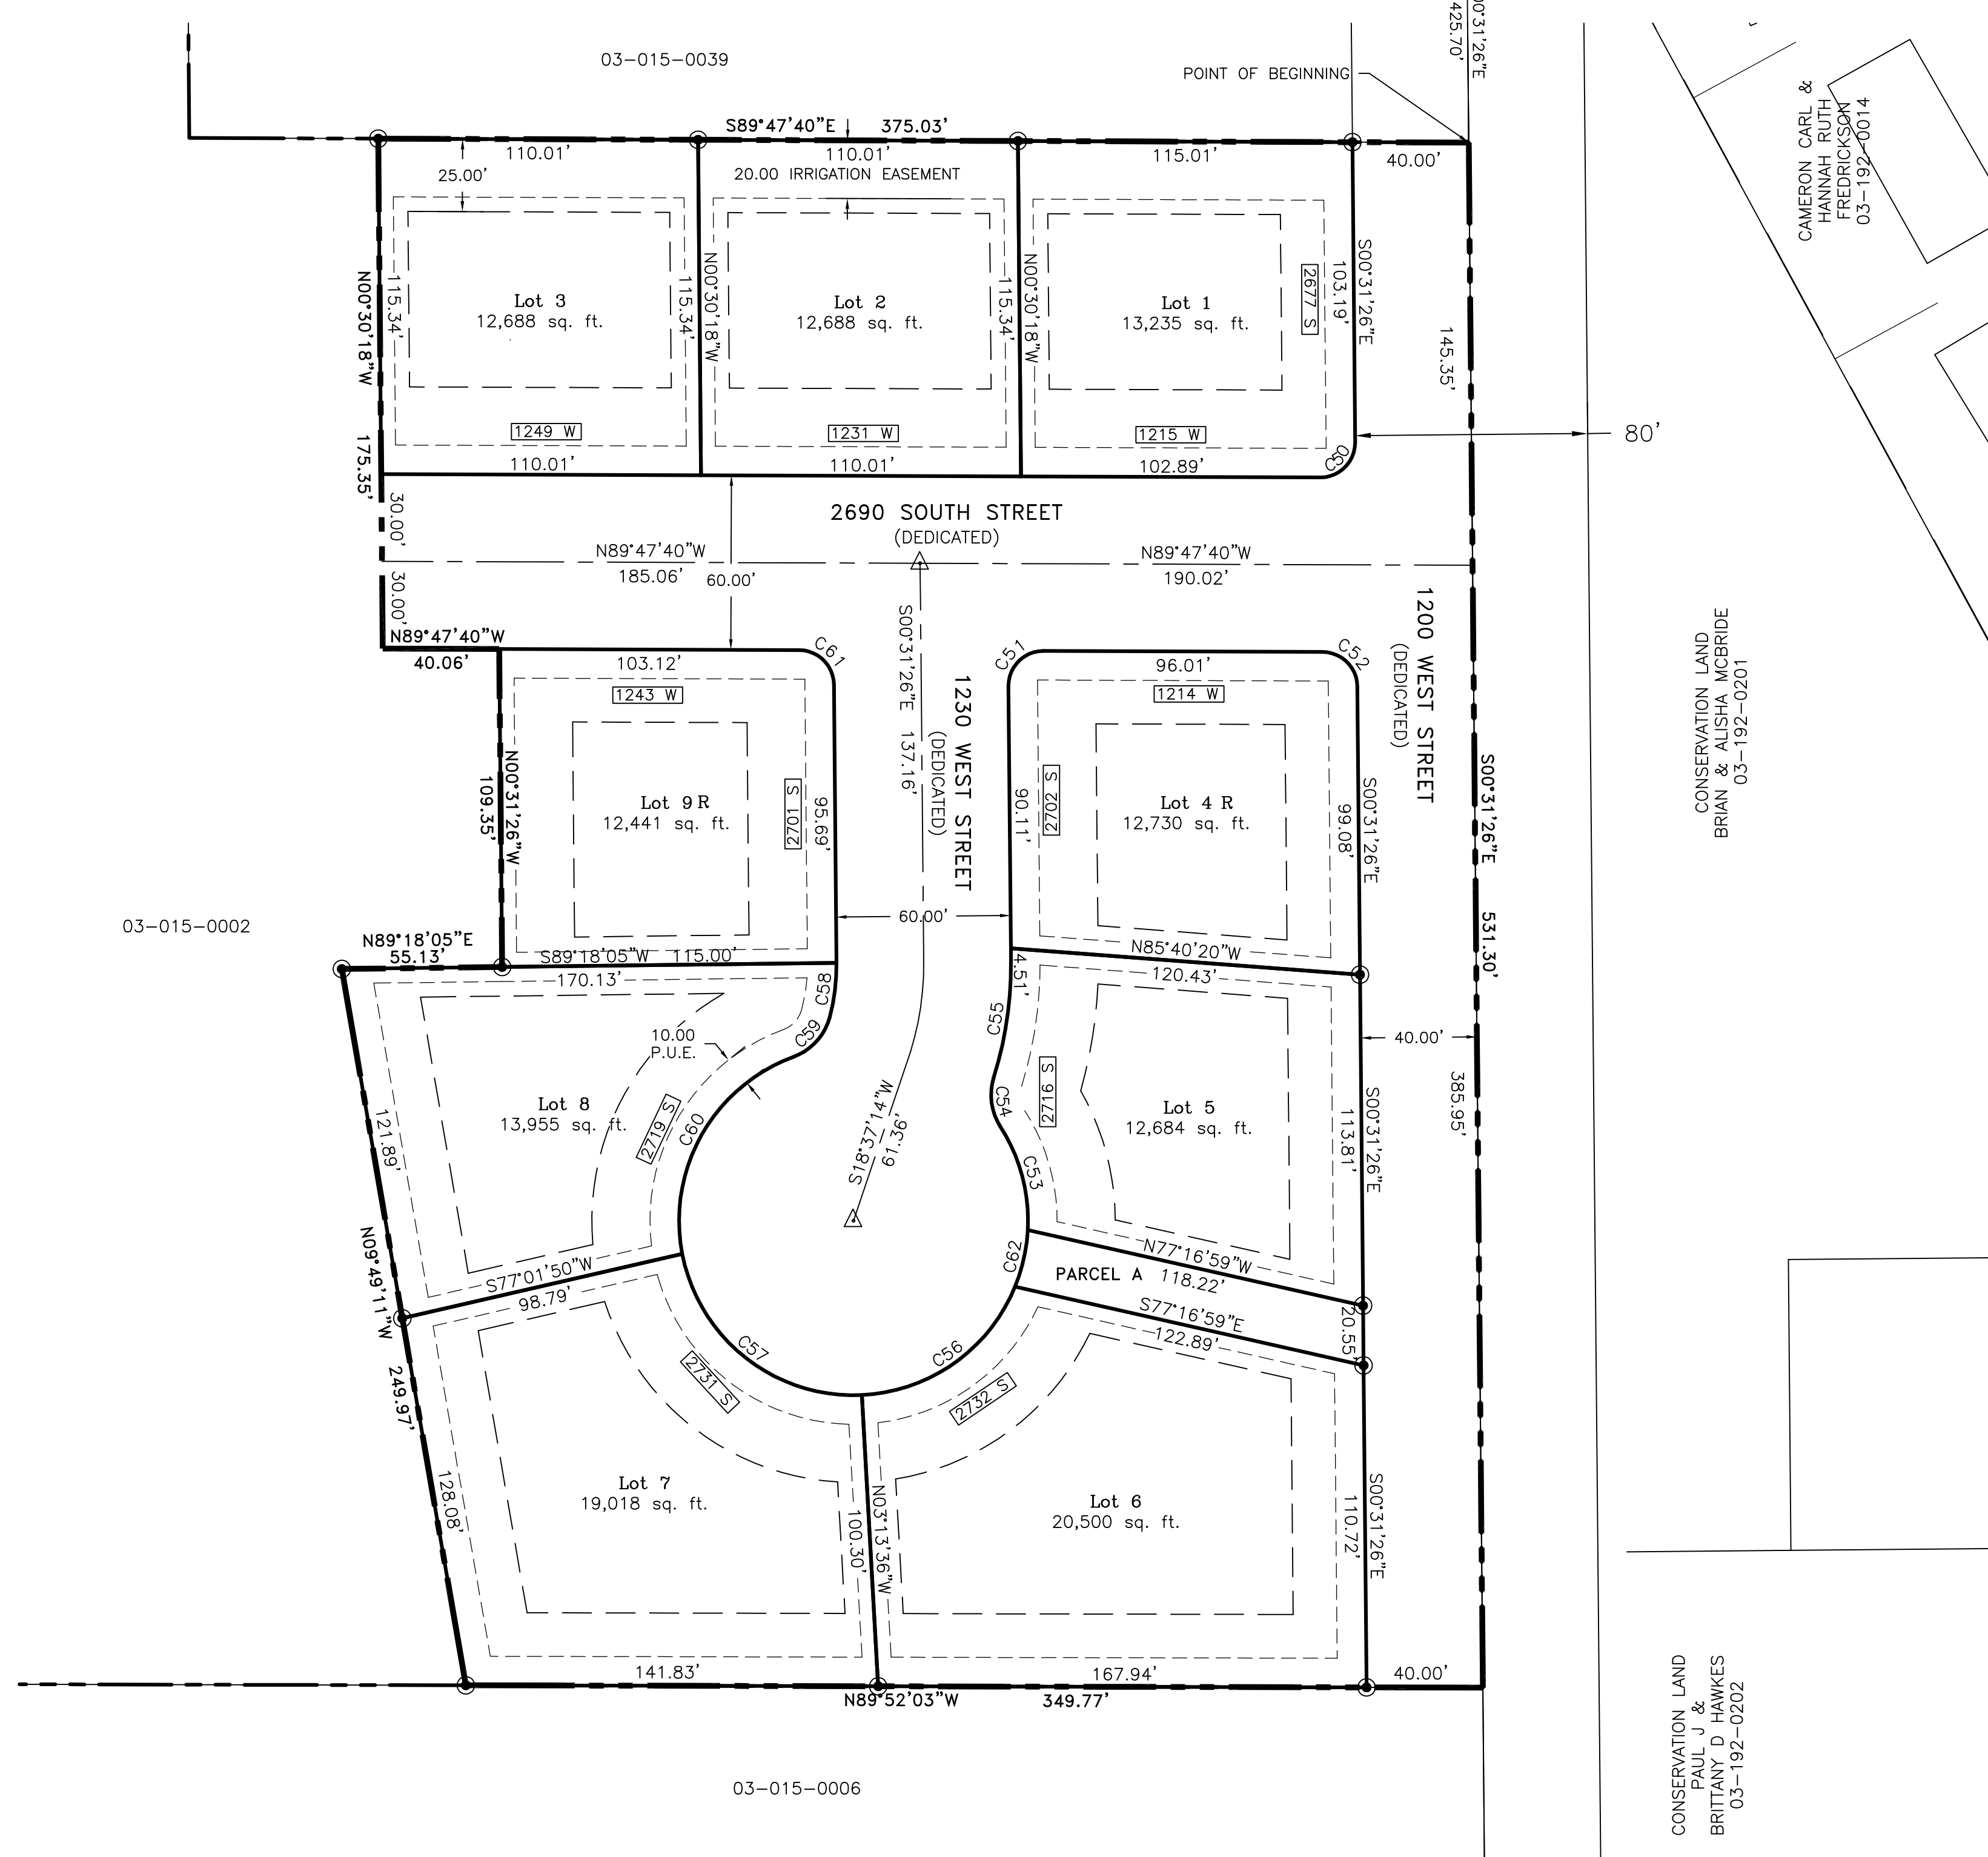 00°31'26"E
425.70'
03-015-0039
POINT OF BEGINNING
CAMERON CARL &
HANNAH RUTH
FREDRICKSON
03-192-0014
S89°47'40"E 375.03'
110.01'
110.01'
115.01'
40.00'
25.00'
20.00 IRRIGATION EASEMENT
N00°30'18"W
175.35'
115.34'
Lot 3
12,688 sq. ft.
115.34'
N00°30'18"W
Lot 2
12,688 sq. ft.
115.34'
N00°30'18"W
Lot 1
13,235 sq. ft.
2677 S
103.19'
S00°31'26"E
145.35'
1249 W
1231 W
1215 W
C50
80'
110.01'
110.01'
102.89'
30.00'
2690 SOUTH STREET
(DEDICATED)
N89°47'40"W
185.06'
60.00'
N89°47'40"W
190.02'
30.00'
N89°47'40"W
40.06'
103.12'
C61
C51
96.01'
C52
1243 W
1214 W
S00°31'26"E 137.16'
1230 WEST STREET
(DEDICATED)
1200 WEST STREET
(DEDICATED)
CONSERVATION LAND
BRIAN & ALISHA MCBRIDE
03-192-0201
109.35'
N00°31'26"W
Lot 9 R
12,441 sq. ft.
2701 S
95.69'
90.11'
2702 S
Lot 4 R
12,730 sq. ft.
99.08'
S00°31'26"E
S00°31'26"E
531.30'
60.00'
03-015-0002
N89°18'05"E
55.13'
S89°18'05"W 115.00'
170.13'
N85°40'20"W
120.43'
4.51'
C58
C59
C55
C54
C53
10.00
P.U.E.
40.00'
385.95'
Lot 8
13,955 sq. ft.
2719 S
C60
S18°37'14"W
61.36'
2716 S
Lot 5
12,684 sq. ft.
113.81'
S00°31'26"E
121.89'
N09°49'11"W
249.97'
S77°01'50"W
98.79'
C62
N77°16'59"W
118.22'
PARCEL A
S77°16'59"E
122.89'
20.55'
C57
C56
2731 S
2732 S
128.08'
Lot 7
19,018 sq. ft.
100.30'
N03°13'36"W
Lot 6
20,500 sq. ft.
110.72'
S00°31'26"E
141.83'
167.94'
40.00'
N89°52'03"W
349.77'
CONSERVATION LAND
PAUL J &
BRITTANY D HAWKES
03-192-0202
03-015-0006